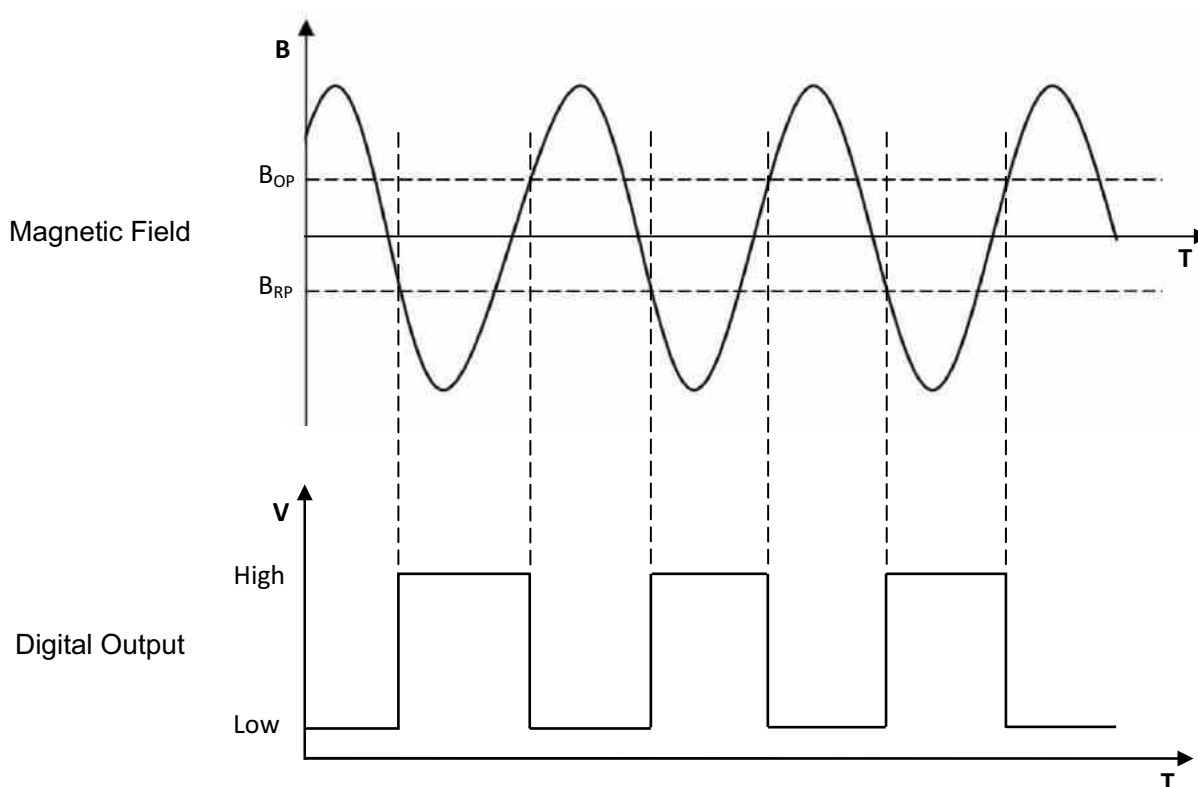 B
B_OP
Magnetic Field
T
B_RP
V
High
Digital Output
Low
T